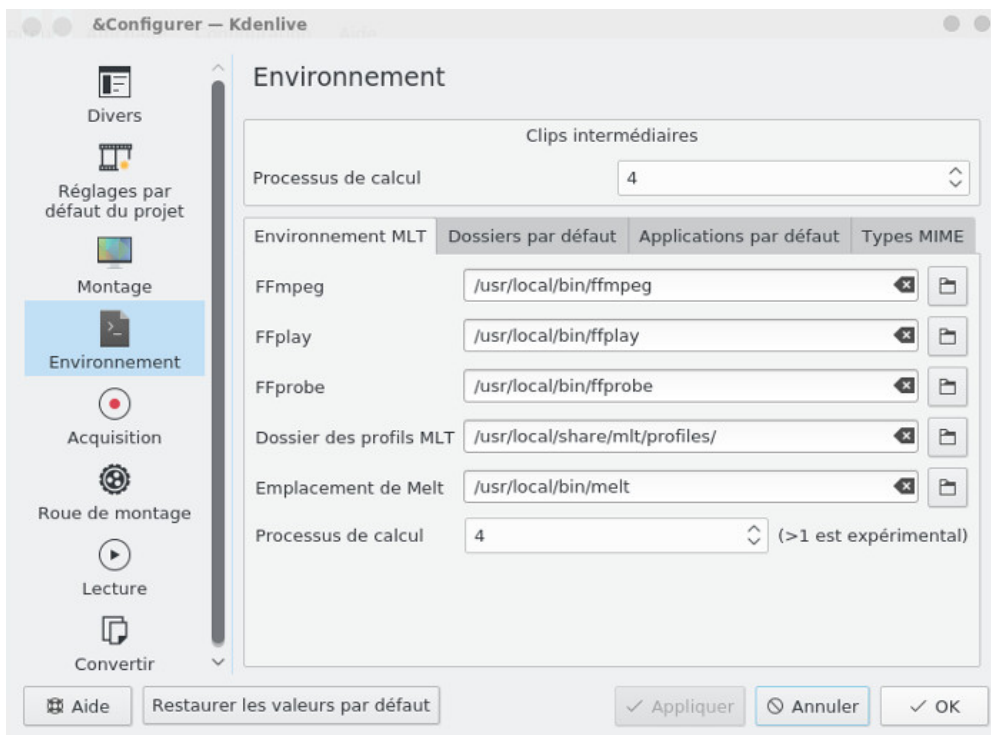 &Configurer — Kdenlive
Divers
Réglages par
défaut du projet
Montage
Environnement
Acquisition
Roue de montage
Lecture
Convertir
Environnement
Clips intermédiaires
Processus de calcul 4
Environnement MLT Dossiers par défaut Applications par défaut Types MIME
FFmpeg /usr/local/bin/ffmpeg
FFplay /usr/local/bin/ffplay
FFprobe /usr/local/bin/ffprobe
Dossier des profils MLT /usr/local/share/mlt/profiles/
Emplacement de Melt /usr/local/bin/melt
Processus de calcul 4 (>1 est expérimental)
Aide Restaurer les valeurs par défaut Appliquer Annuler OK